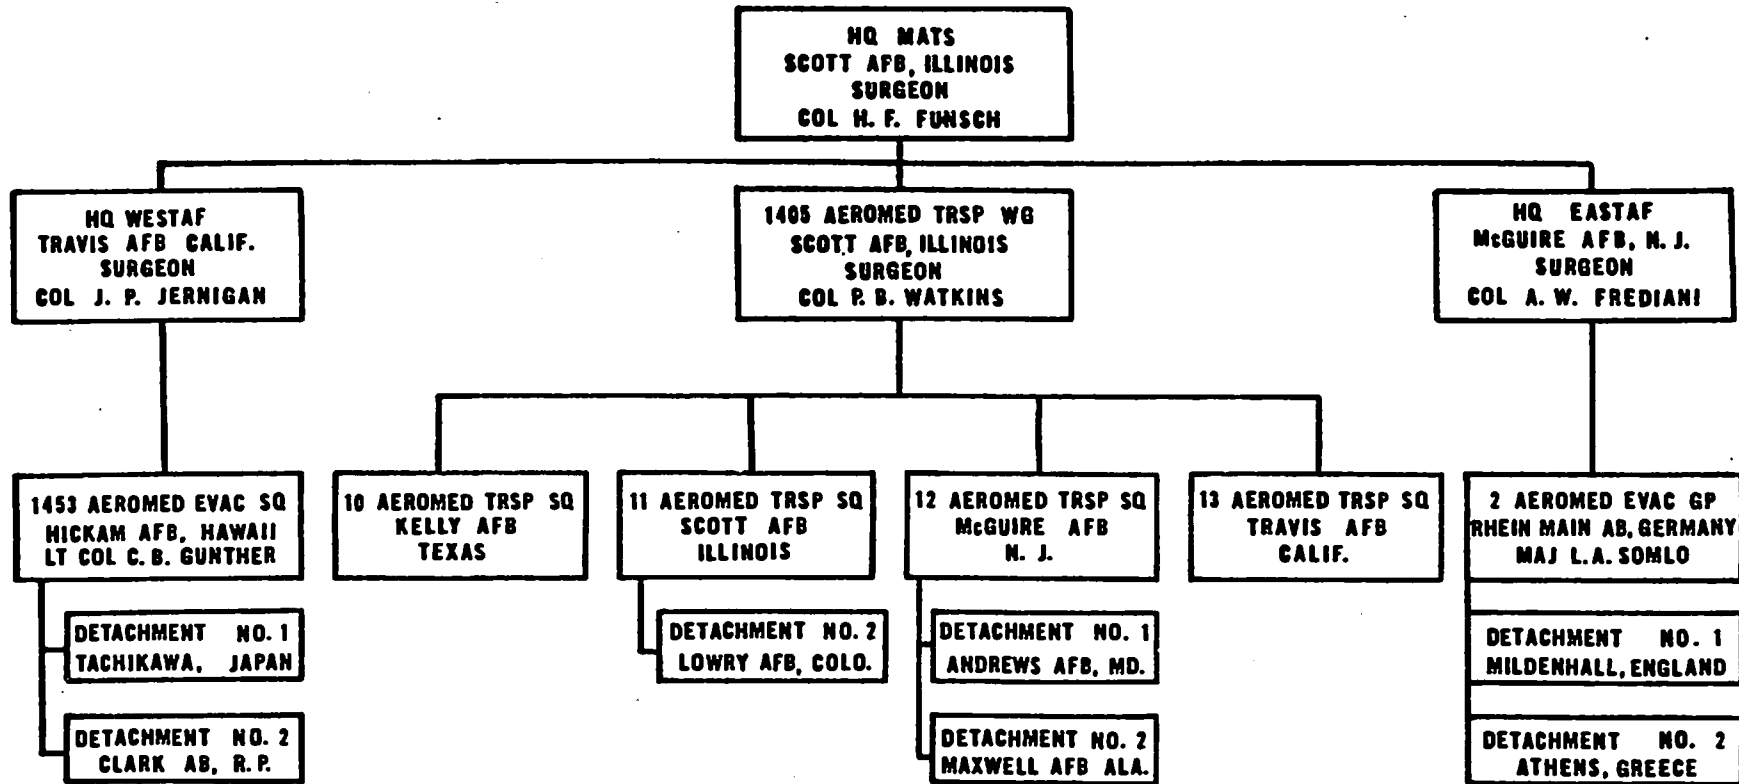 HQ MATS
SCOTT AFB, ILLINOIS
SURGEON
COL H. F. FUNSCH
HQ WESTAF
TRAVIS AFB CALIF.
SURGEON
COL J. P. JERNIGAN
1405 AEROMED TRSP WG
SCOTT AFB, ILLINOIS
SURGEON
COL P. B. WATKINS
HQ EASTAF
McGUIRE AFB, N. J.
SURGEON
COL A. W. FREDIANI
1453 AEROMED EVAC SQ
HICKAM AFB, HAWAII
LT COL C. B. GUNTHER
DETACHMENT NO. 1
TACHIKAWA, JAPAN
DETACHMENT NO. 2
CLARK AB, R. P.
10 AEROMED TRSP SQ
KELLY AFB
TEXAS
11 AEROMED TRSP SQ
SCOTT AFB
ILLINOIS
DETACHMENT NO. 2
LOWRY AFB, COLO.
12 AEROMED TRSP SQ
McGUIRE AFB
N. J.
DETACHMENT NO. 1
ANDREWS AFB, MD.
DETACHMENT NO. 2
MAXWELL AFB ALA.
13 AEROMED TRSP SQ
TRAVIS AFB
CALIF.
2 AEROMED EVAC GP
RHEIN MAIN AB, GERMANY
MAJ L. A. SOMLO
DETACHMENT NO. 1
MILDENHALL, ENGLAND
DETACHMENT NO. 2
ATHENS, GREECE